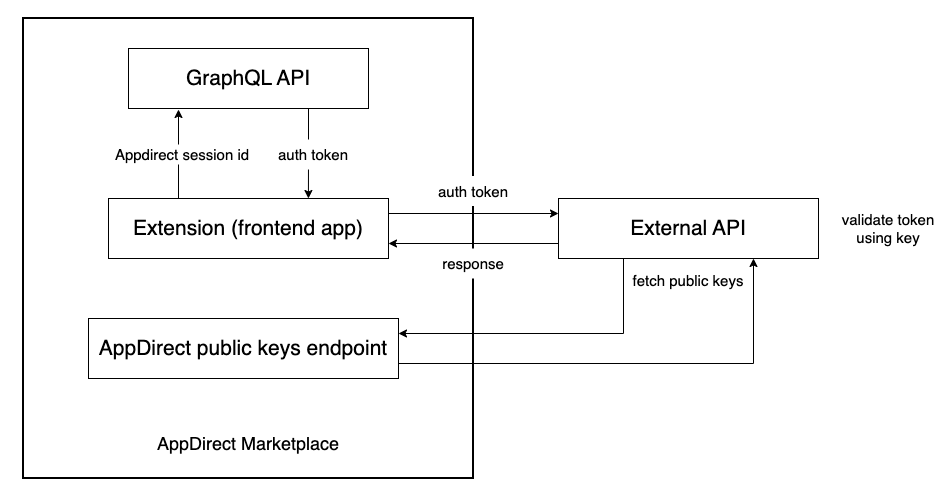 GraphQL API
Appdirect session id
auth token
auth token
Extension (frontend app)
External API
validate token
using key
response
fetch public keys
AppDirect public keys endpoint
AppDirect Marketplace